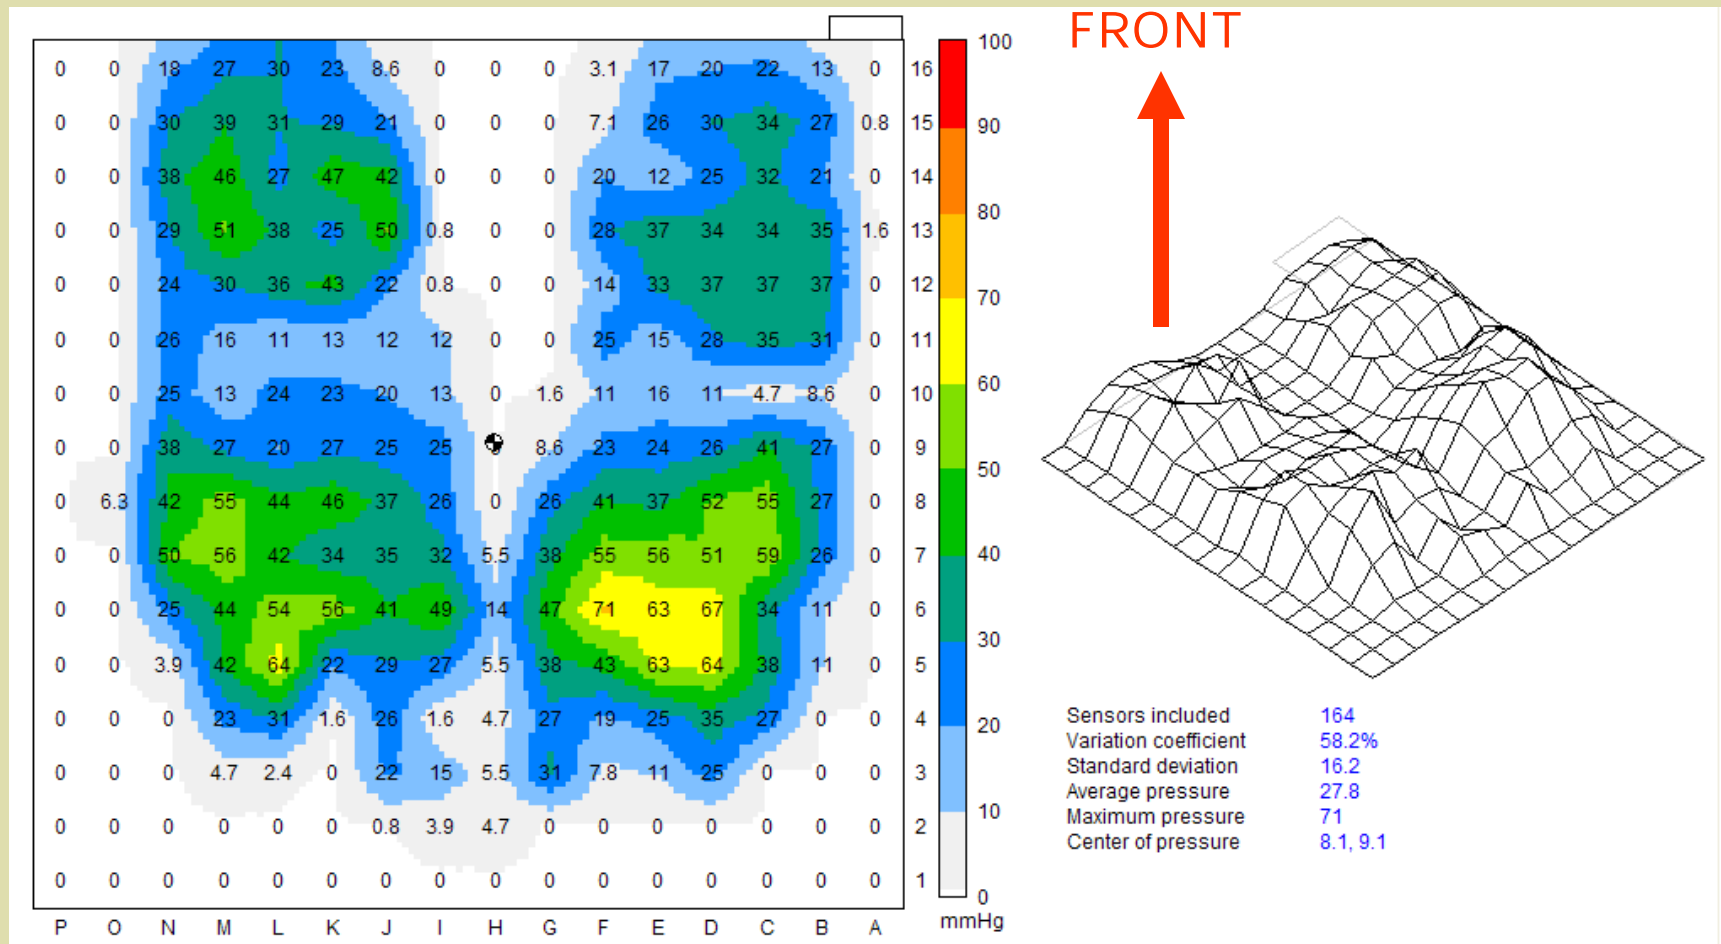 FRONT
0 0 18 27 30 23 8.6 0 0 0 3.1 17 20 22 13 0 16
0 0 30 39 31 29 21 0 0 0 7.1 26 30 34 27 0.8 15
0 0 38 46 27 47 42 0 0 0 20 12 25 32 21 0 14
0 0 29 51 38 25 50 0.8 0 0 28 37 34 34 35 1.6 13
0 0 24 30 36 43 22 0.8 0 0 14 33 37 37 37 0 12
0 0 26 16 11 13 12 12 0 0 25 15 28 35 31 0 11
0 0 25 13 24 23 20 13 0 1.6 11 16 11 4.7 8.6 0 10
0 0 38 27 20 27 25 25 0 8.6 23 24 26 41 27 0 9
0 6.3 42 55 44 46 37 26 0 26 41 37 52 55 27 0 8
0 0 50 56 42 34 35 32 5.5 38 55 56 51 59 26 0 7
0 0 25 44 54 56 41 49 14 47 71 63 67 34 11 0 6
0 0 3.9 42 64 22 29 27 5.5 38 43 63 64 38 11 0 5
0 0 0 23 31 1.6 26 1.6 4.7 27 19 25 35 27 0 0 4
0 0 0 4.7 2.4 0 22 15 5.5 31 7.8 11 25 0 0 0 3
0 0 0 0 0 0 0.8 3.9 4.7 0 0 0 0 0 0 0 2
0 0 0 0 0 0 0 0 0 0 0 0 0 0 0 0 1
P O N M L K J I H G F E D C B A
100
90
80
70
60
50
40
30
20
10
0
mmHg
Sensors included 164
Variation coefficient 58.2%
Standard deviation 16.2
Average pressure 27.8
Maximum pressure 71
Center of pressure 8.1, 9.1